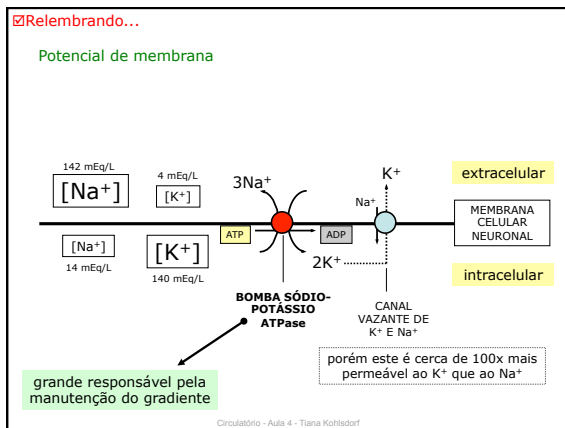 ☑Relembrando...
Potencial de membrana
142 mEq/L
[Na⁺]
4 mEq/L
[K⁺]
3Na⁺
K⁺
Na⁺
extracelular
MEMBRANA
CELULAR
NEURONAL
ATP
ADP
[Na⁺]
14 mEq/L
[K⁺]
140 mEq/L
2K⁺
intracelular
BOMBA SÓDIO-
POTÁSSIO
ATPase
CANAL
VAZANTE DE
K⁺ E Na⁺
porém este é cerca de 100x mais
permeável ao K⁺ que ao Na⁺
grande responsável pela
manutenção do gradiente
Circulatório - Aula 4 - Tiana Kohlsdorf